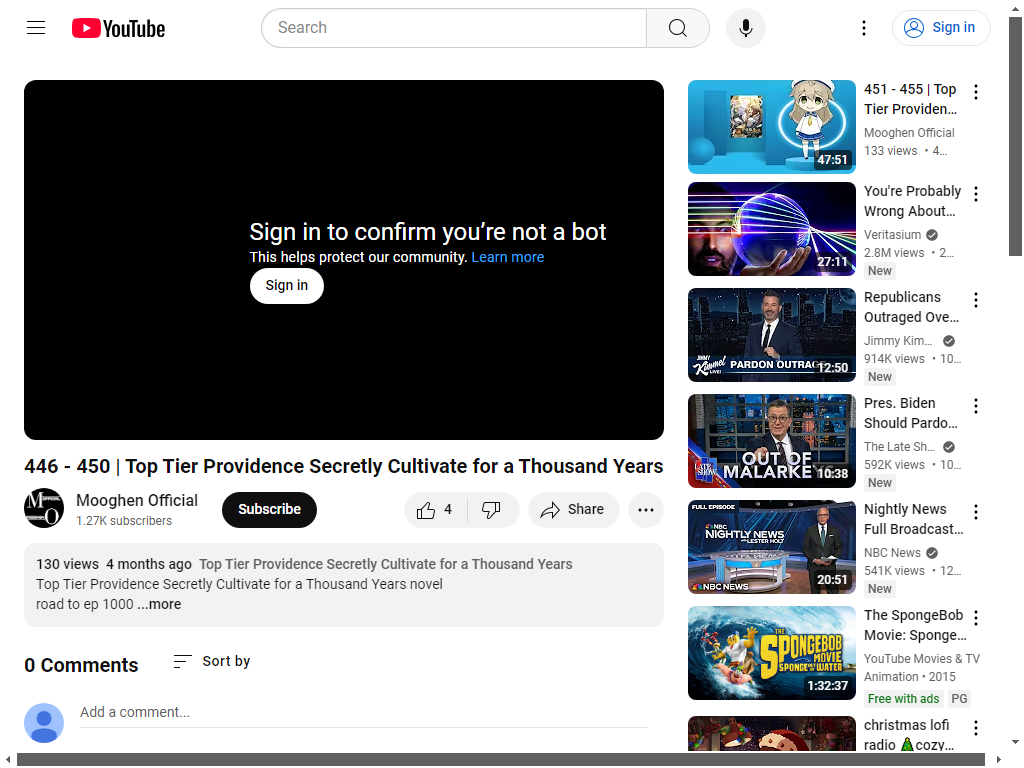 YouTube
Search
Sign in
Sign in to confirm you're not a bot
This helps protect our community. Learn more
Sign in
446 - 450 | Top Tier Providence Secretly Cultivate for a Thousand Years
Mooghen Official
1.27K subscribers
Subscribe
4
Share
130 views 4 months ago Top Tier Providence Secretly Cultivate for a Thousand Years
Top Tier Providence Secretly Cultivate for a Thousand Years novel
road to ep 1000 ...more
0 Comments
Sort by
Add a comment...
47:51
451 - 455 | Top
Tier Providen...
Mooghen Official
133 views • 4...
27:11
You're Probably
Wrong About...
Veritasium
2.8M views • 2...
New
JIMMY
Kimmel
LIVE!
PARDON OUTRAG
12:50
Republicans
Outraged Ove...
Jimmy Kim...
914K views • 10...
New
LATE
SHOW
OUT OF
MALARKEY
10:38
Pres. Biden
Should Pardo...
The Late Sh...
592K views • 10...
New
FULL EPISODE
NBC
NIGHTLY NEWS
WITH LESTER HOLT
NBC NEWS
20:51
Nightly News
Full Broadcast...
NBC News
541K views • 12...
New
THE
SPONGEBOB
MOVIE
SPONGE OUT OF WATER
1:32:37
The SpongeBob
Movie: Sponge...
YouTube Movies & TV
Animation • 2015
Free with ads PG
christmas lofi
radio 🎄cozy...